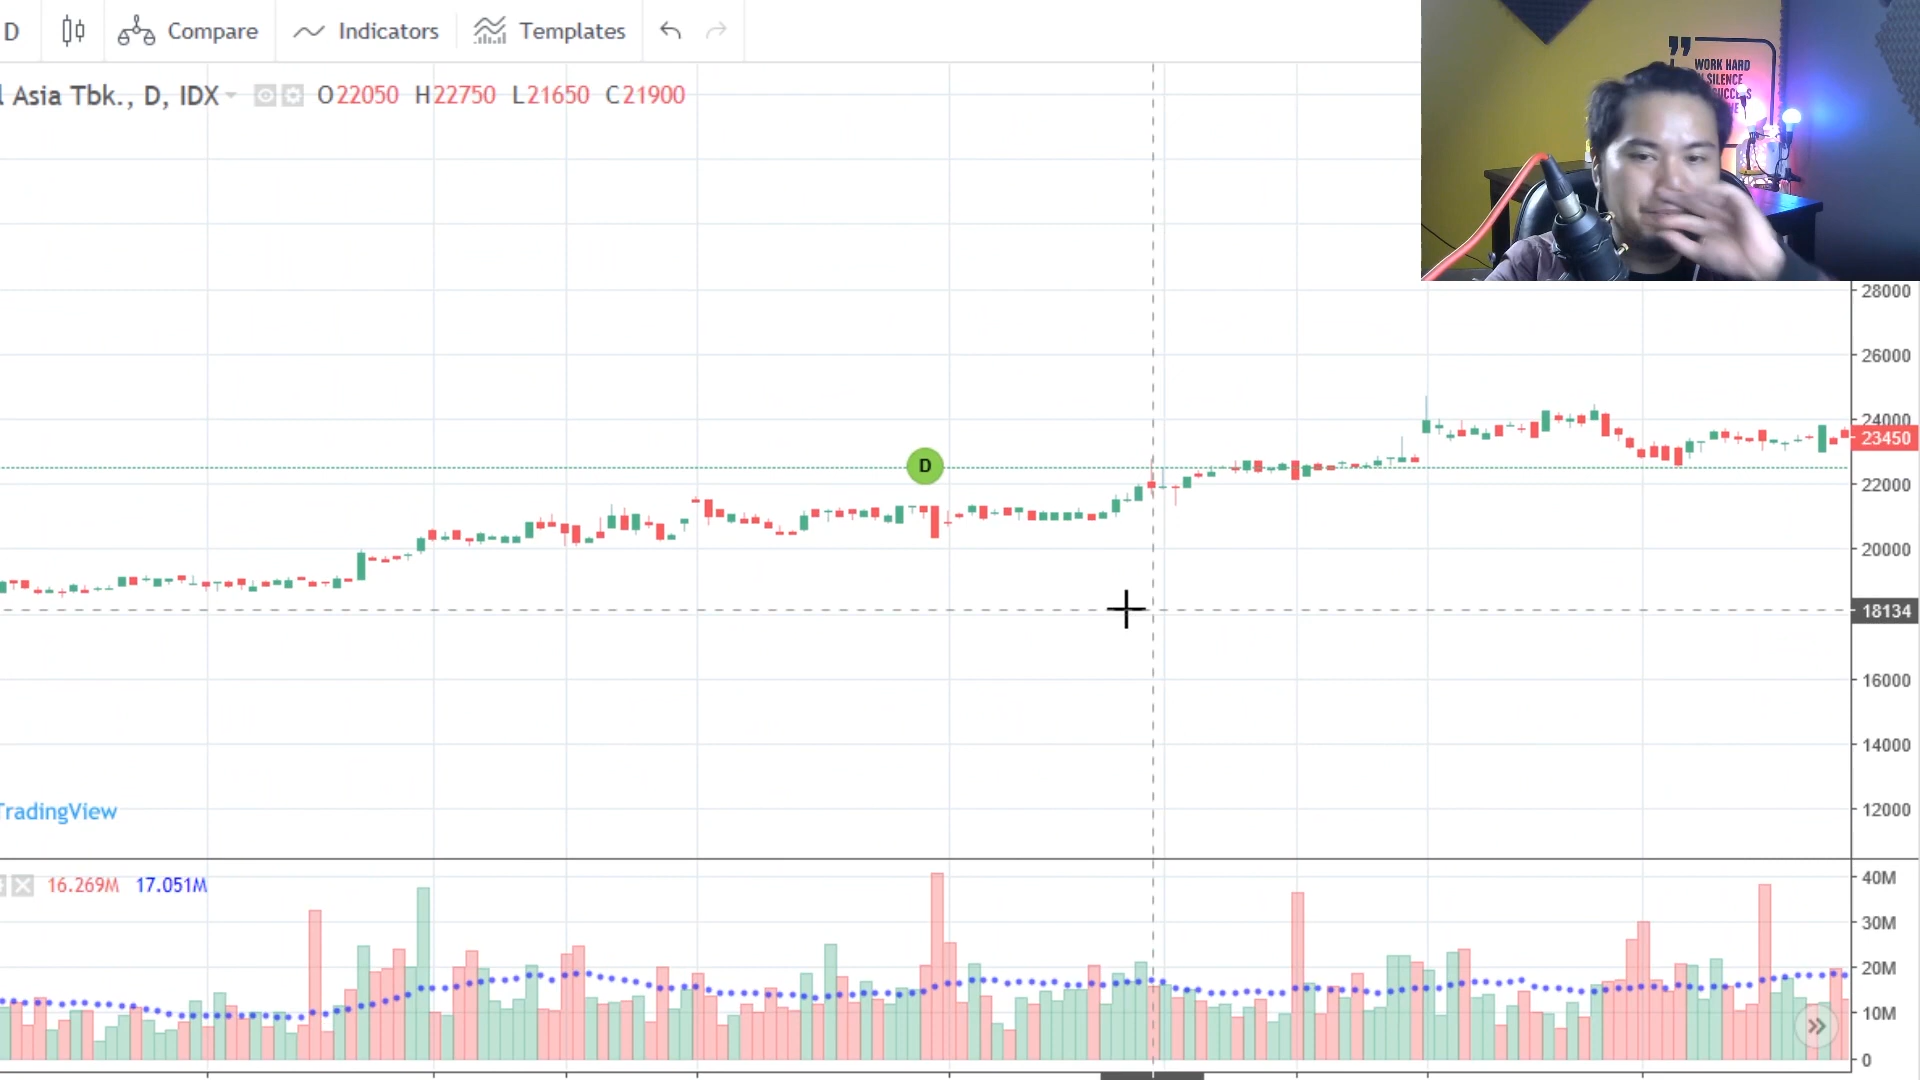 D Compare Indicators Templates
l Asia Tbk., D, IDX O22050 H22750 L21650 C21900
WORK HARD
SILENCE
D
28000
26000
24000
23450
22000
20000
18134
16000
14000
12000
TradingView
16.269M 17.051M
40M
30M
20M
10M
0